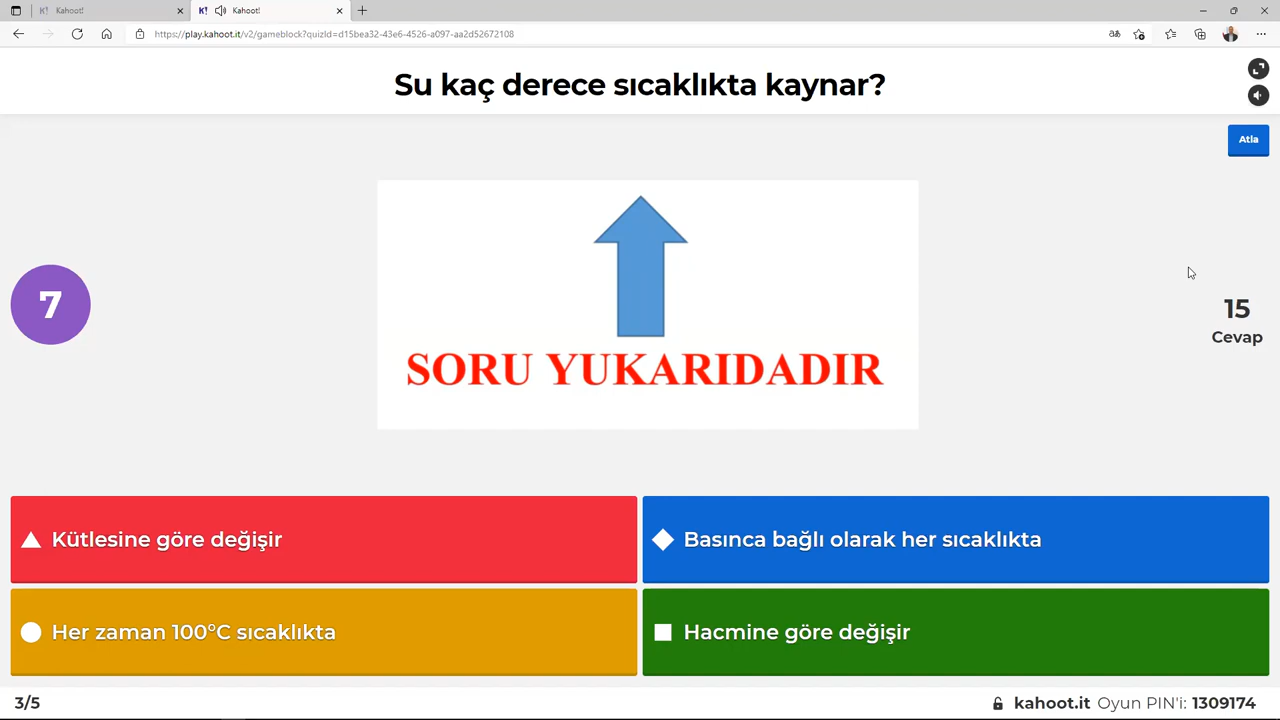 Kahoot!
Kahoot!
https://play.kahoot.it/v2/gameblock?quizId=d15bea32-43e6-4526-a097-aa2d52672108
Su kaç derece sıcaklıkta kaynar?
Atla
7
15
Cevap
SORU YUKARIDADIR
Kütlesine göre değişir
Basınca bağlı olarak her sıcaklıkta
Her zaman 100°C sıcaklıkta
Hacmine göre değişir
3/5
kahoot.it Oyun PIN'i: 1309174